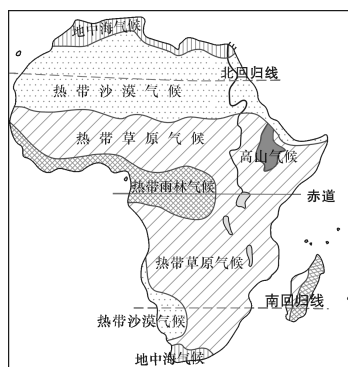 地中海气候
北回归线
热带沙漠气候
热带草原气候
高山气候
热带雨林气候
赤道
热带草原气候
南回归线
热带沙漠气候
地中海气候